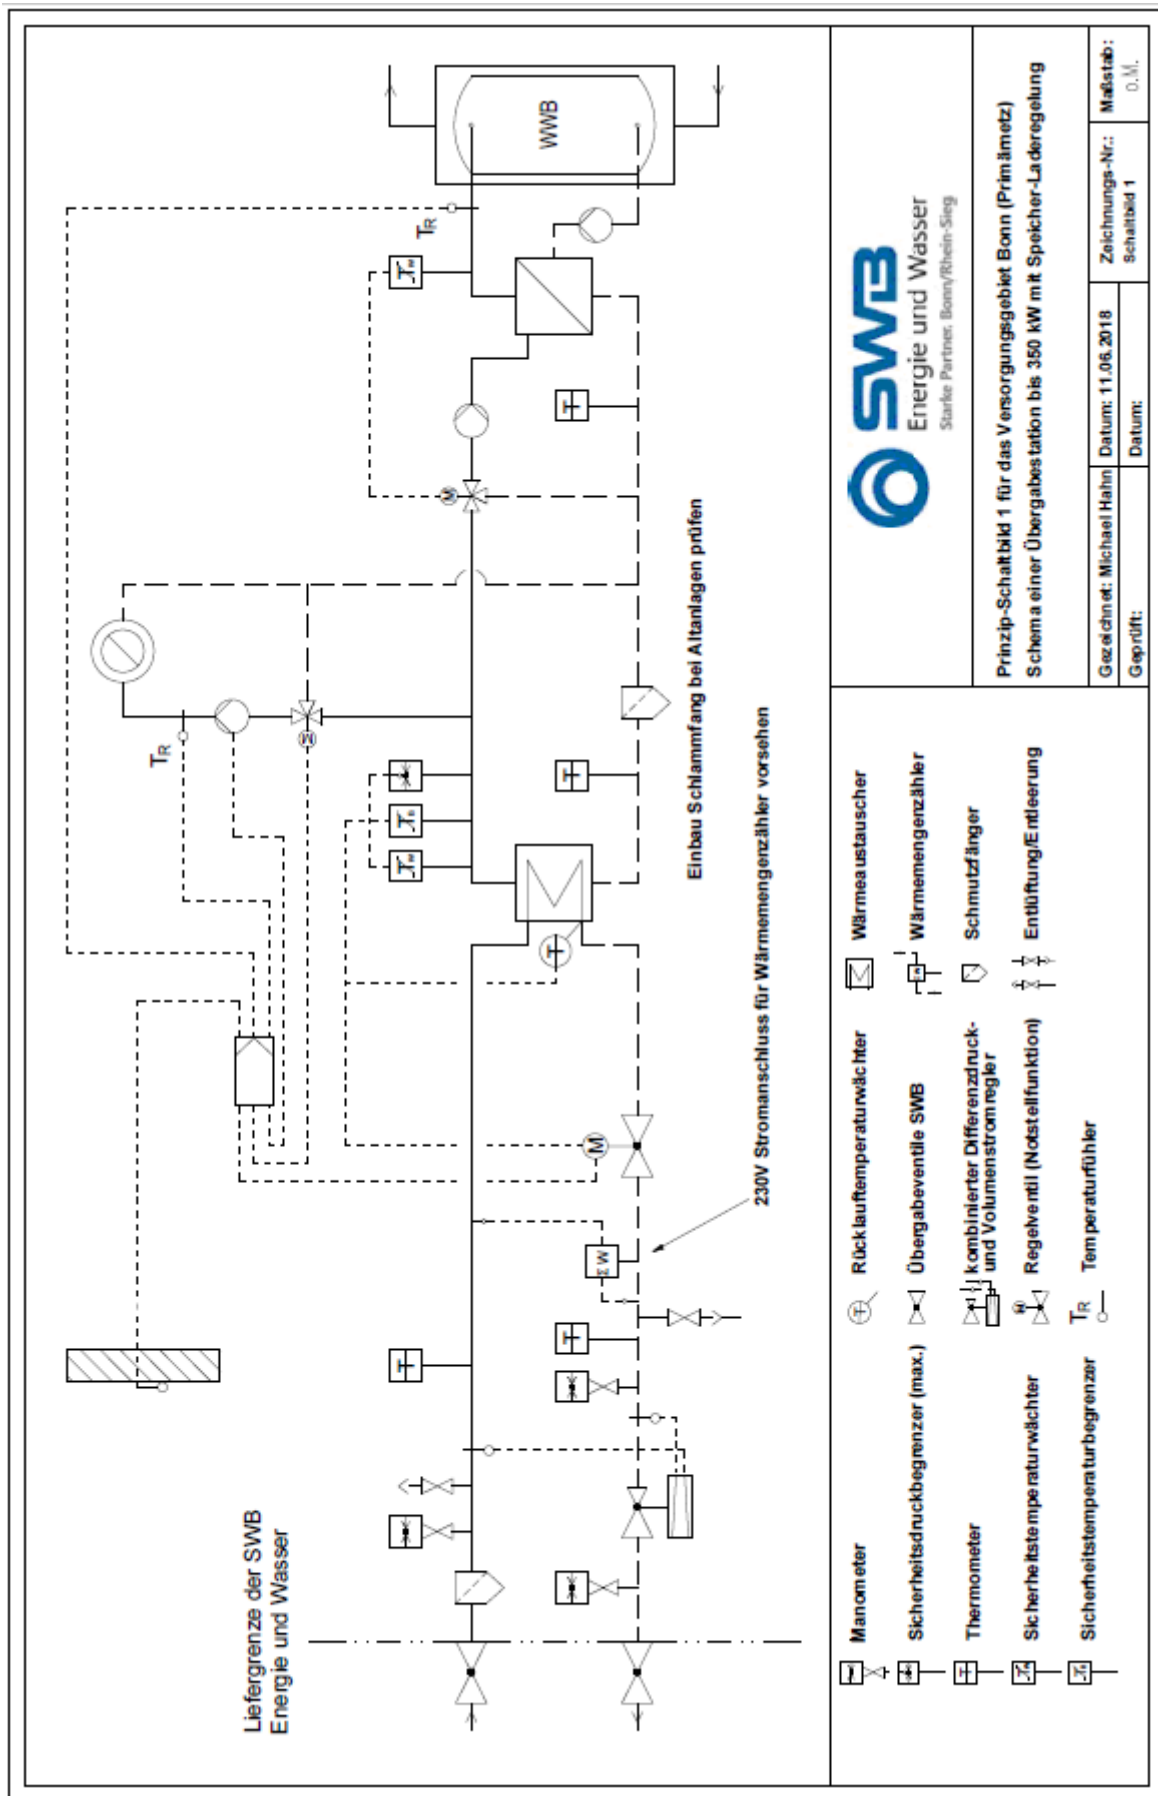 Liefergrenze der SWB
Energie und Wasser
TR
TR
WWB
M
M
M
T
T
T
T
T
ΣW
Einbau Schlammfang bei Altanlagen prüfen
230V Stromanschluss für Wärmemengenzähler vorsehen
Manometer
Sicherheitsdruckbegrenzer (max.)
Thermometer
Sicherheitstemperaturwächter
Sicherheitstemperaturbegrenzer
Rücklauftemperaturwächter
Übergabeventile SWB
kombinierter Differenzdruck-
und Volumenstromregler
Regelventil (Notstellfunktion)
TR Temperaturfühler
Wärmeaustauscher
Wärmemengenzähler
Schmutzfänger
Entlüftung/Entleerung
SWB
Energie und Wasser
Starke Partner. Bonn/Rhein-Sieg
Prinzip-Schaltbild 1 für das Versorgungsgebiet Bonn (Primärnetz)
Schema einer Übergabestation bis 350 kW mit Speicher-Laderegelung
Gezeichnet: Michael Hahn
Datum: 11.06.2018
Zeichnungs-Nr.:
Schaltbild 1
Maßstab:
o.M.
Geprüft:
Datum: